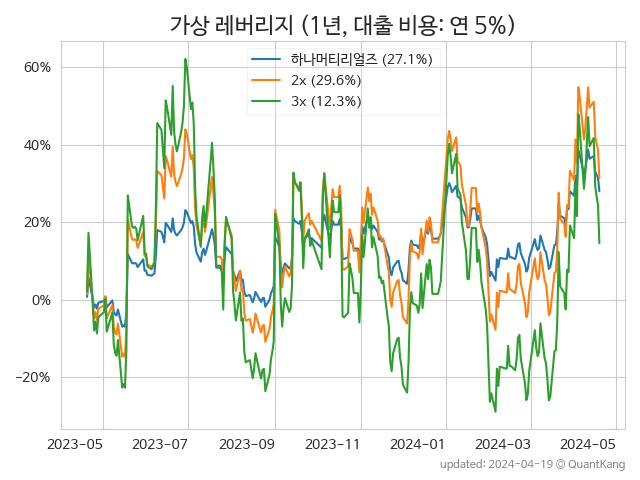 가상 레버리지 (1년, 대출 비용: 연 5%)
하나머티리얼즈 (27.1%)
2x (29.6%)
3x (12.3%)
60%
40%
20%
0%
−20%
2023-05 2023-07 2023-09 2023-11 2024-01 2024-03 2024-05
updated: 2024-04-19 © QuantKang